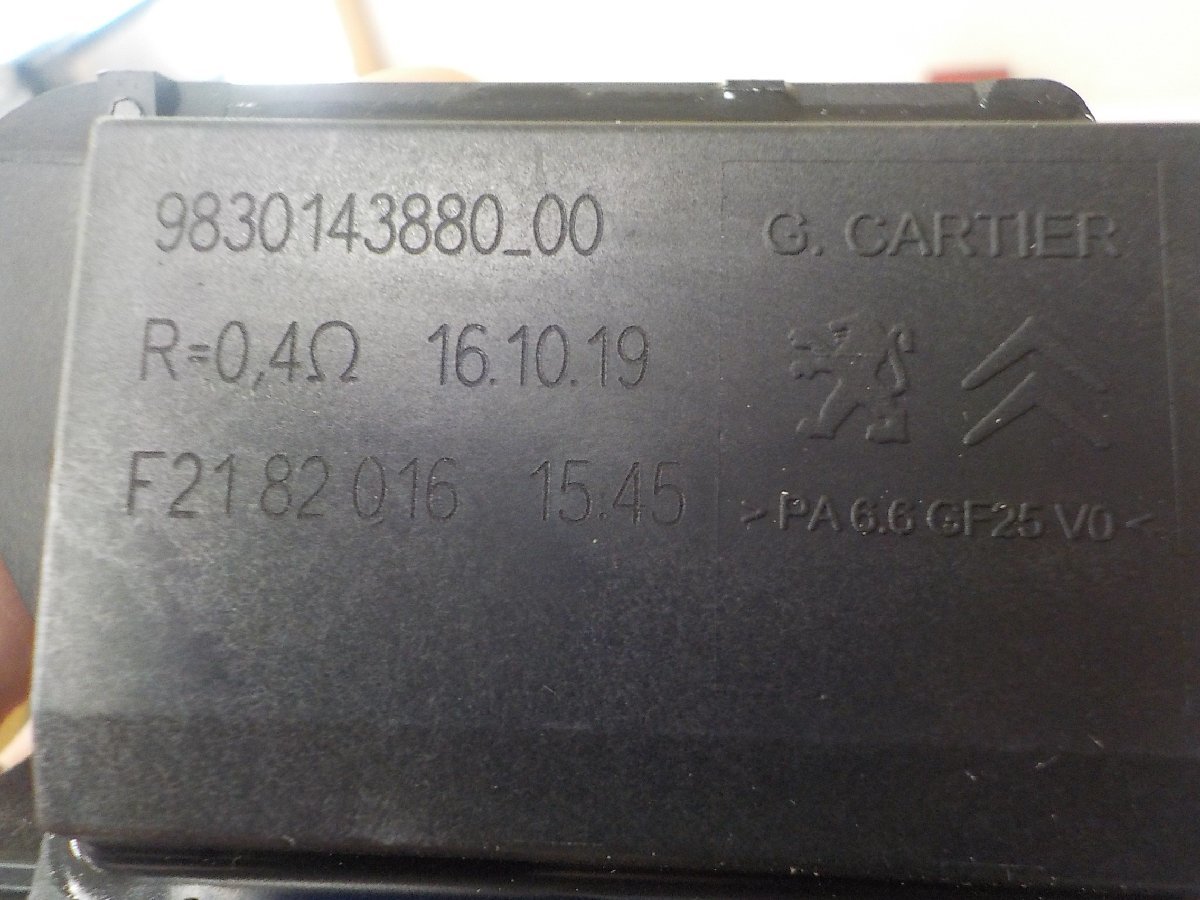 9830143880_00
R=0,4Ω 16.10.19
F21 82 016 15:45
G. CARTIER
>PA 6.6 GF25 V0<